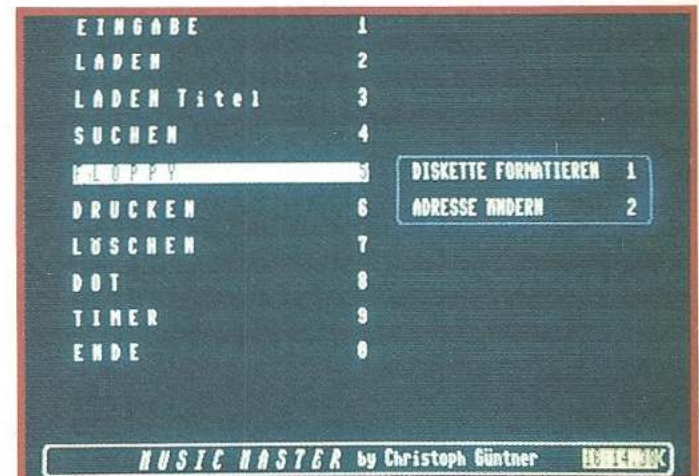 EINGABE 1
LADEN 2
LADEN Titel 3
SUCHEN 4
FLOPPY 5
DISKETTE FORMATIEREN 1
ADRESSE ÄNDERN 2
DRUCKEN 6
LÖSCHEN 7
DOT 8
TIMER 9
ENDE 0
MUSIC MASTER by Christoph Güntner